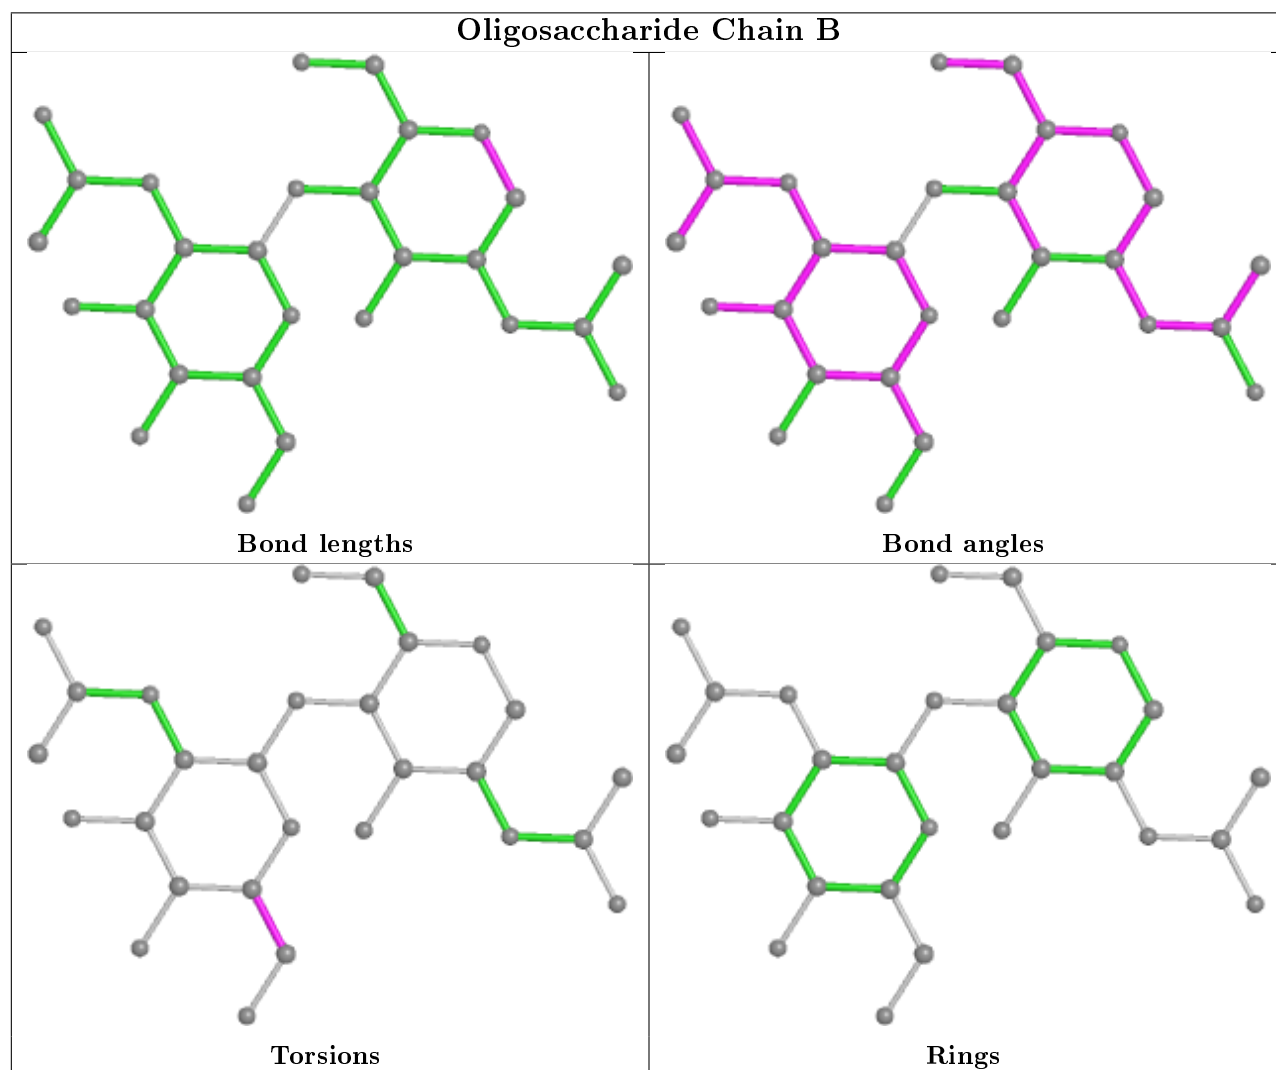 Oligosaccharide Chain B
Bond lengths
Bond angles
Torsions
Rings